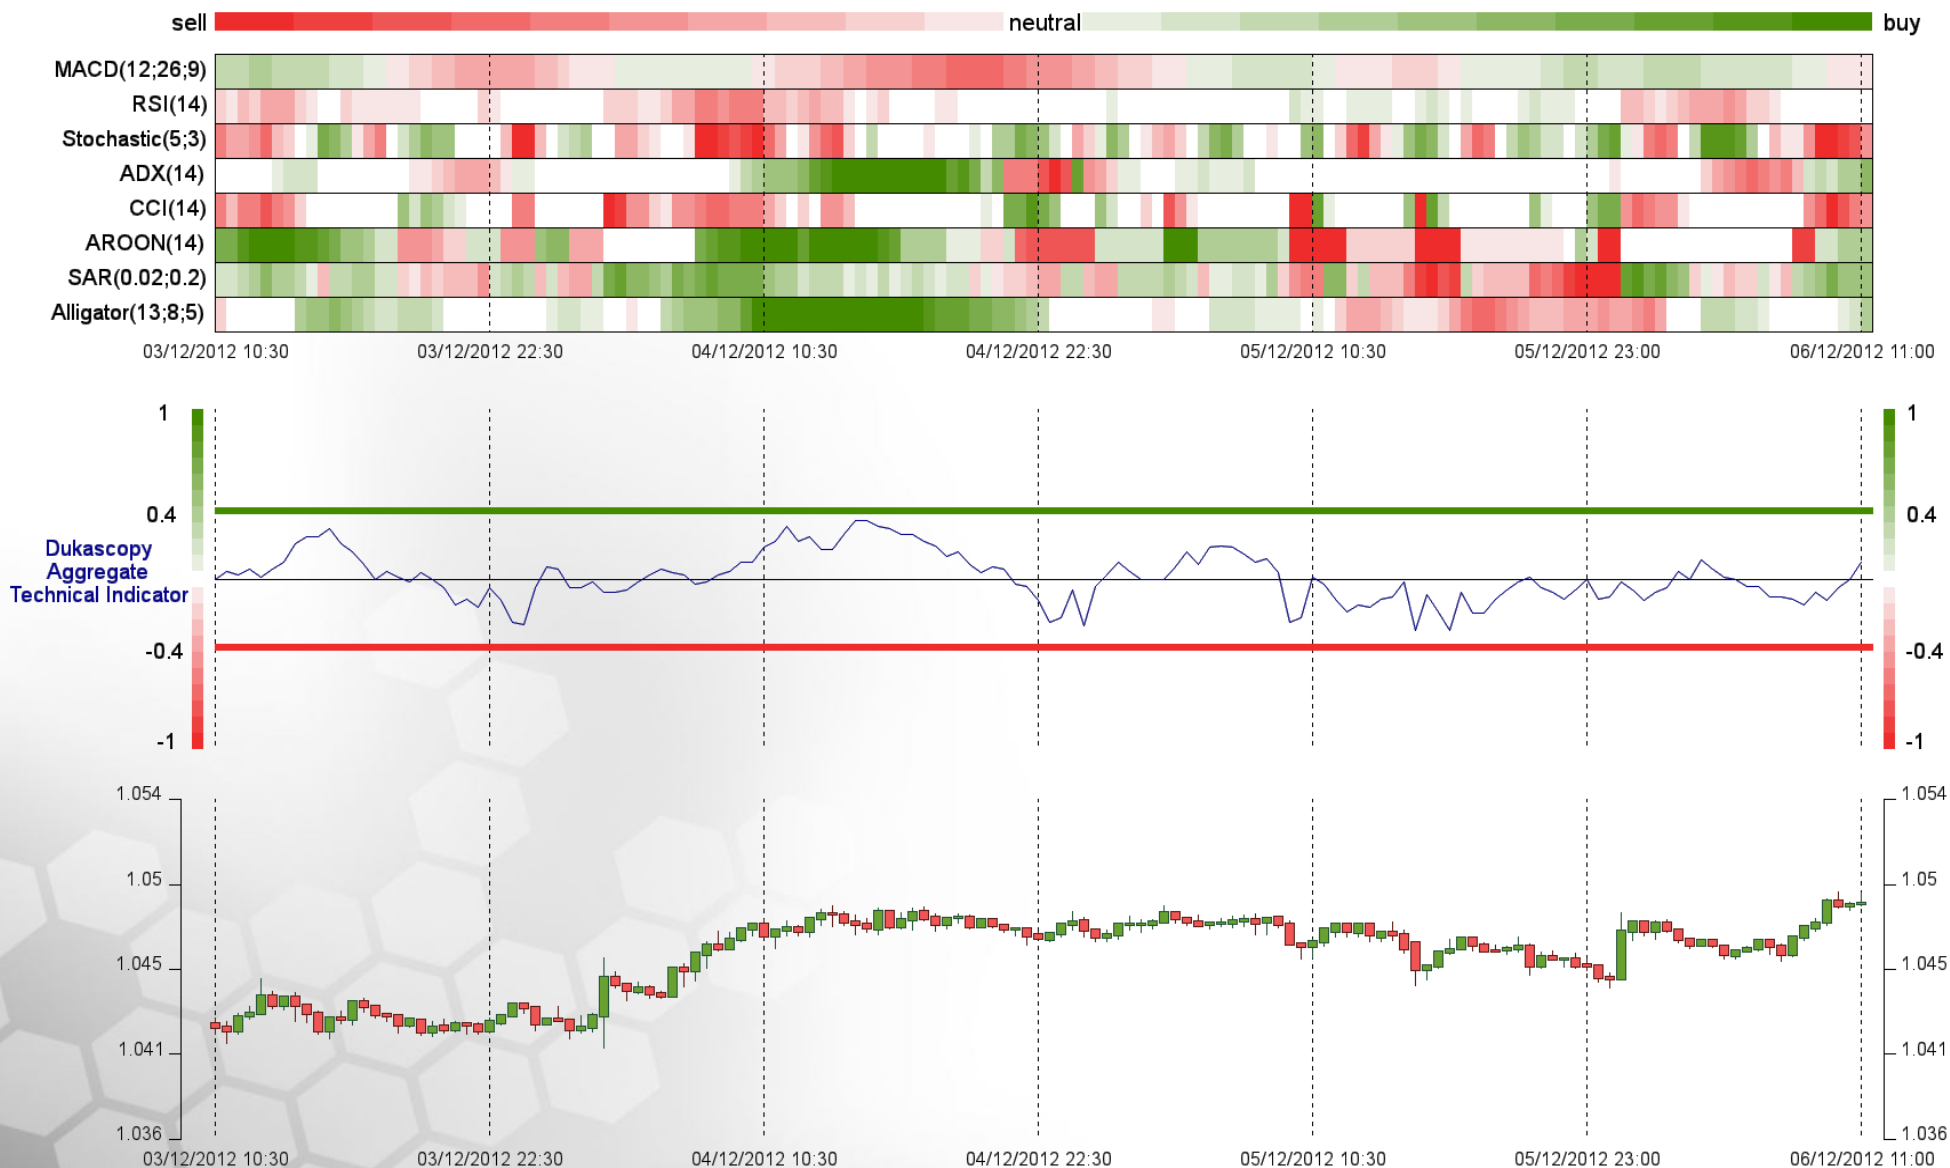 sell neutral buy
MACD(12;26;9)
RSI(14)
Stochastic(5;3)
ADX(14)
CCI(14)
AROON(14)
SAR(0.02;0.2)
Alligator(13;8;5)
03/12/2012 10:30 03/12/2012 22:30 04/12/2012 10:30 04/12/2012 22:30 05/12/2012 10:30 05/12/2012 23:00 06/12/2012 11:00
1 1
0.4 0.4
Dukascopy
Aggregate
Technical Indicator
-0.4 -0.4
-1 -1
1.054 1.054
1.05 1.05
1.045 1.045
1.041 1.041
1.036 1.036
03/12/2012 10:30 03/12/2012 22:30 04/12/2012 10:30 04/12/2012 22:30 05/12/2012 10:30 05/12/2012 23:00 06/12/2012 11:00